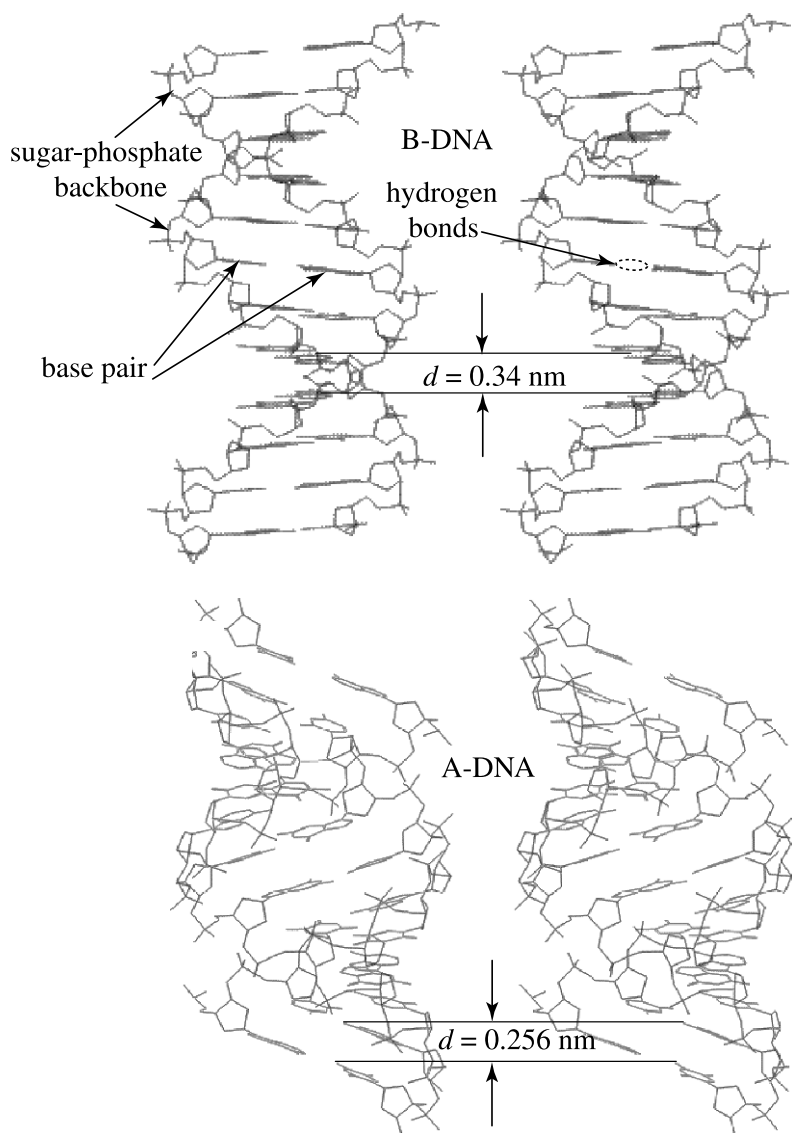 B-DNA
sugar-phosphate
backbone
hydrogen
bonds
base pair
d = 0.34 nm
A-DNA
d = 0.256 nm